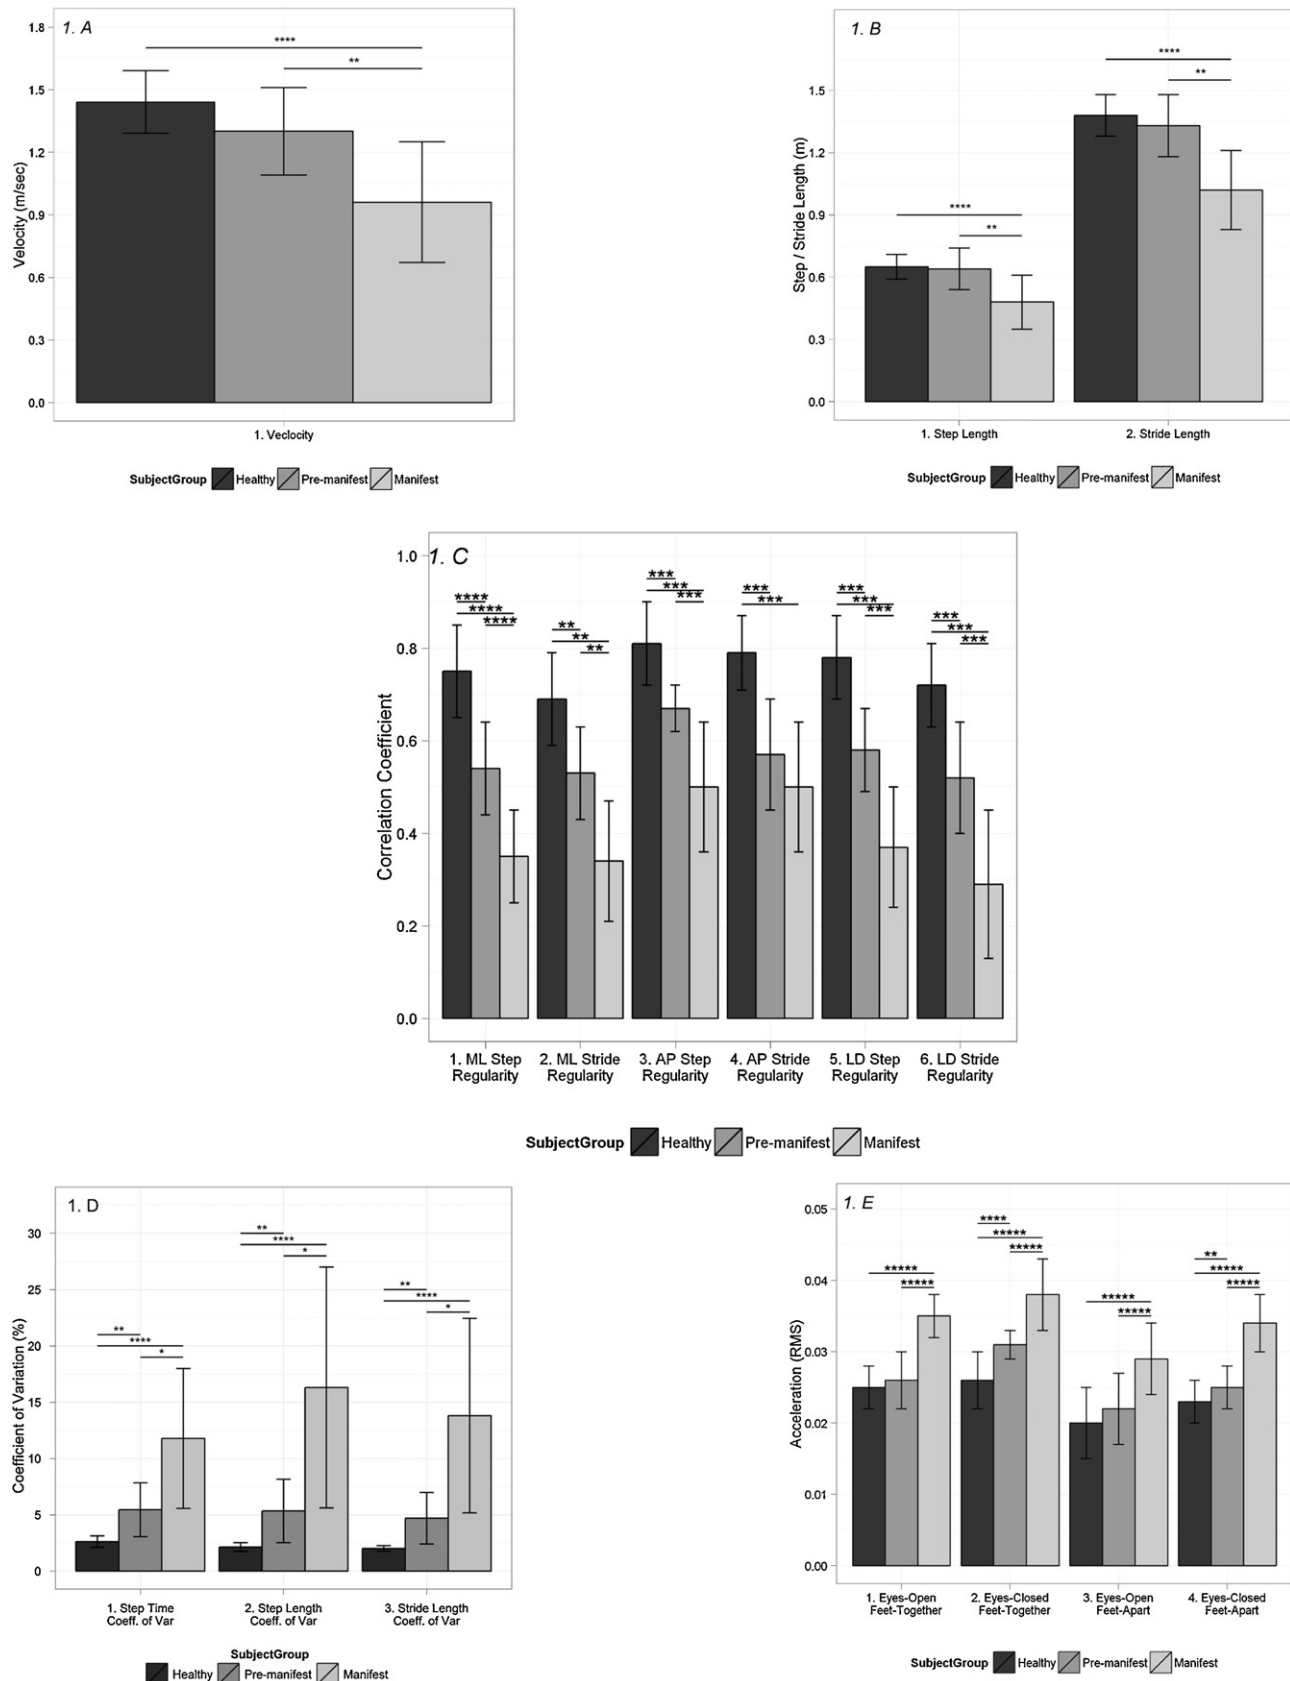 1. A
****
**
1.8
1.5
1.2
0.9
0.6
0.3
0.0
Velocity (m/sec)
1. Veclocity
SubjectGroup Healthy Pre-manifest Manifest
1. B
****
**
****
**
1.5
1.2
0.9
0.6
0.3
0.0
Step / Stride Length (m)
1. Step Length 2. Stride Length
SubjectGroup Healthy Pre-manifest Manifest
1. C
1.0
0.8
0.6
0.4
0.2
0.0
Correlation Coefficient
****
****
****
**
**
**
***
***
***
***
***
***
***
***
***
***
***
1. ML Step
Regularity
2. ML Stride
Regularity
3. AP Step
Regularity
4. AP Stride
Regularity
5. LD Step
Regularity
6. LD Stride
Regularity
SubjectGroup Healthy Pre-manifest Manifest
1. D
30
25
20
15
10
5
0
Coefficient of Variation (%)
**
****
*
**
****
*
**
****
*
1. Step Time
Coeff. of Var
2. Step Length
Coeff. of Var
3. Stride Length
Coeff. of Var
SubjectGroup
Healthy Pre-manifest Manifest
1. E
0.05
0.04
0.03
0.02
0.01
0.00
Acceleration (RMS)
*****
*****
****
*****
*****
*****
*****
**
*****
*****
1. Eyes-Open
Feet-Together
2. Eyes-Closed
Feet-Together
3. Eyes-Open
Feet-Apart
4. Eyes-Closed
Feet-Apart
SubjectGroup Healthy Pre-manifest Manifest